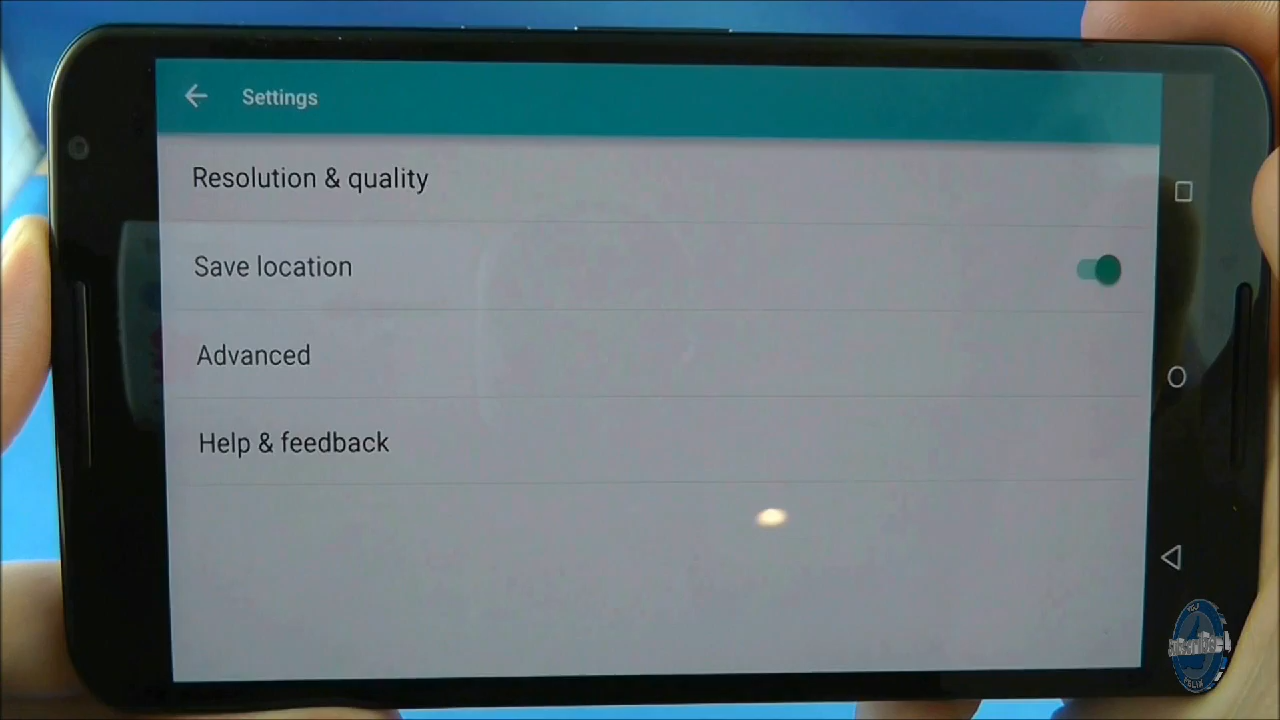 Settings
Resolution & quality
Save location
Advanced
Help & feedback